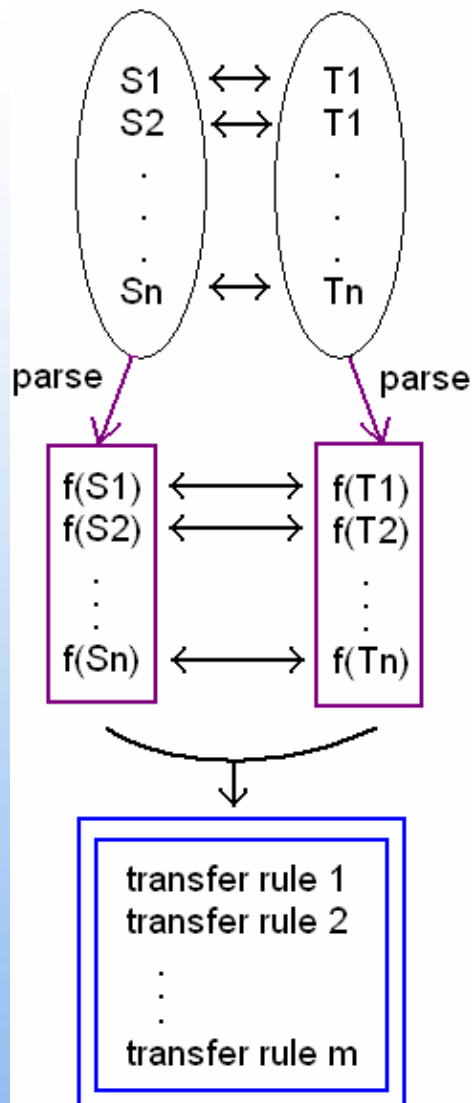 S1 ↔ T1
S2 ↔ T1
. .
. .
. .
Sn ↔ Tn
parse parse
f(S1) ↔ f(T1)
f(S2) ↔ f(T2)
. .
. .
. .
f(Sn) ↔ f(Tn)
transfer rule 1
transfer rule 2
.
.
.
transfer rule m